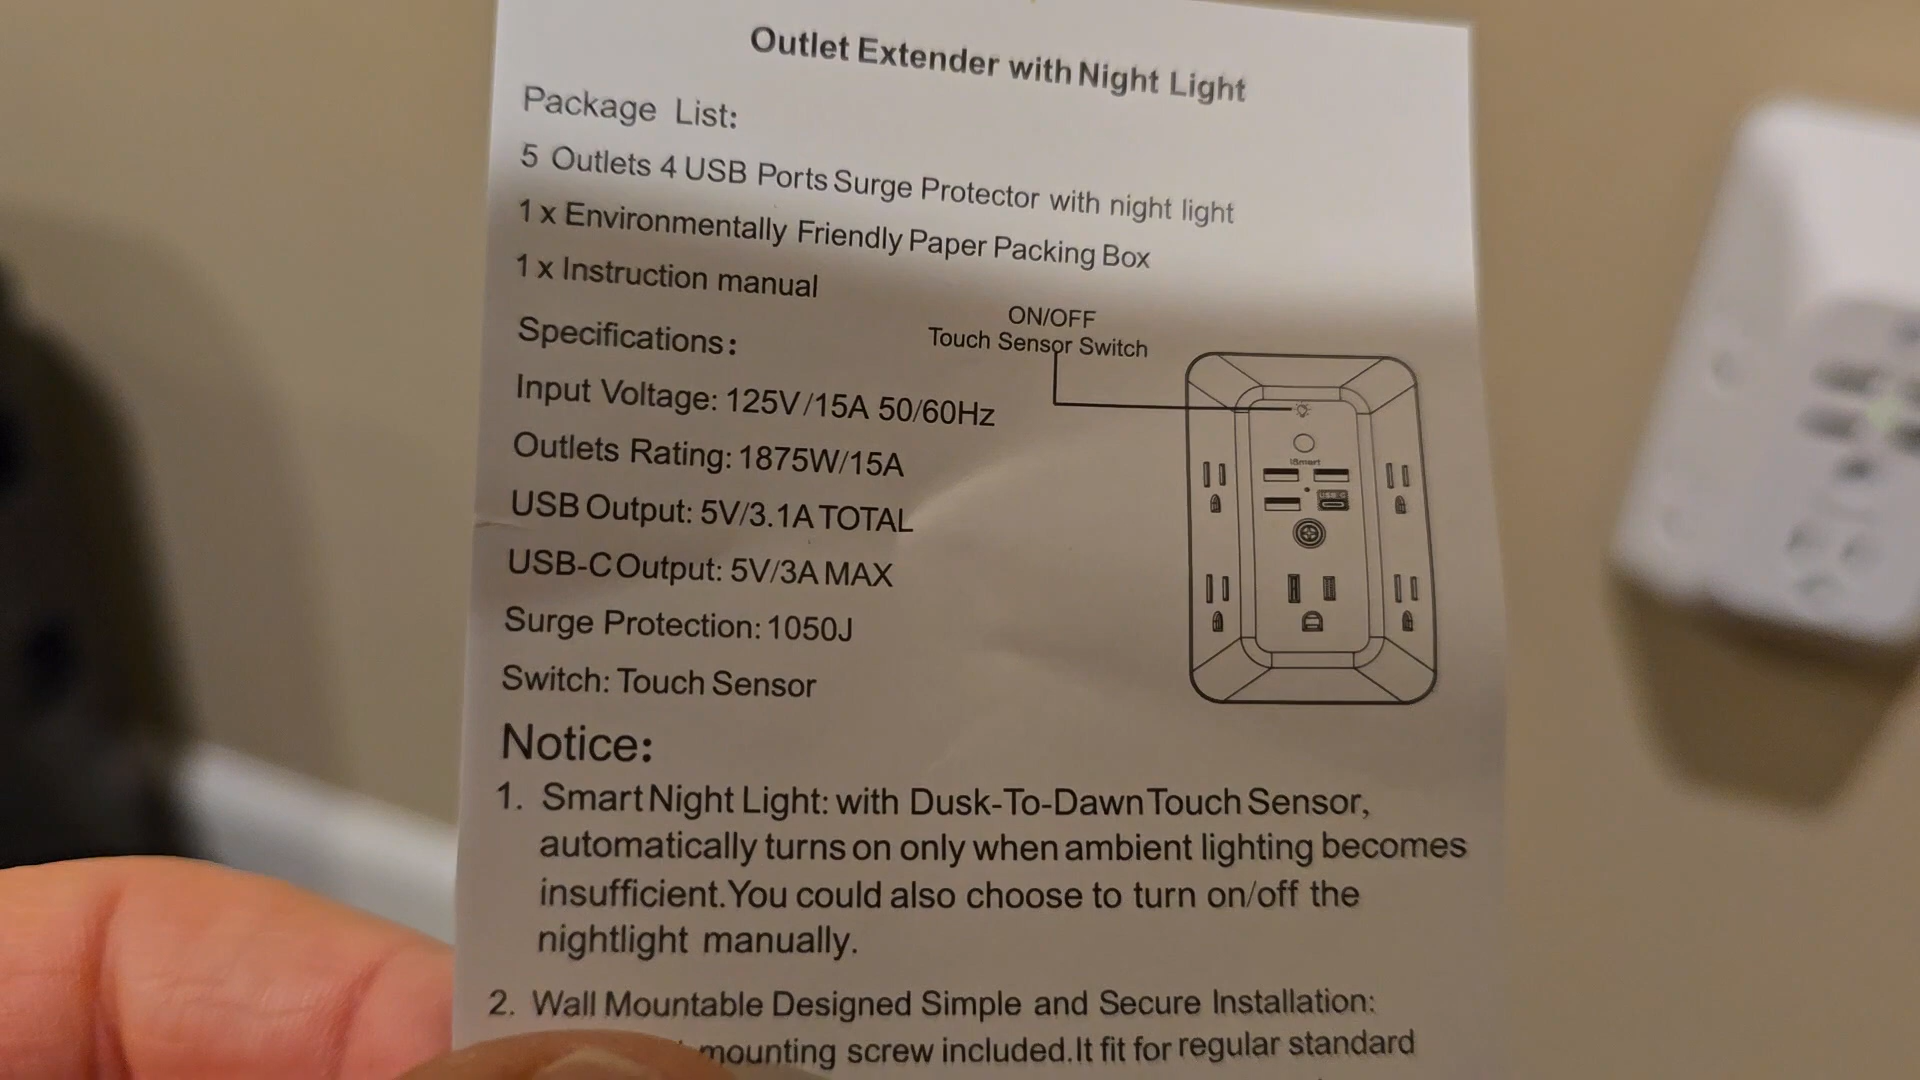 Outlet Extender with Night Light
Package List:
5 Outlets 4 USB Ports Surge Protector with night light
1 x Environmentally Friendly Paper Packing Box
1 x Instruction manual
ON/OFF
Touch Sensor Switch
Specifications:
Input Voltage: 125V/15A 50/60Hz
Outlets Rating: 1875W/15A
USB Output: 5V/3.1A TOTAL
USB-C Output: 5V/3A MAX
Surge Protection: 1050J
Switch: Touch Sensor
USB-C
Notice:
1. Smart Night Light: with Dusk-To-Dawn Touch Sensor,
automatically turns on only when ambient lighting becomes
insufficient. You could also choose to turn on/off the
nightlight manually.
2. Wall Mountable Designed Simple and Secure Installation:
mounting screw included. It fit for regular standard